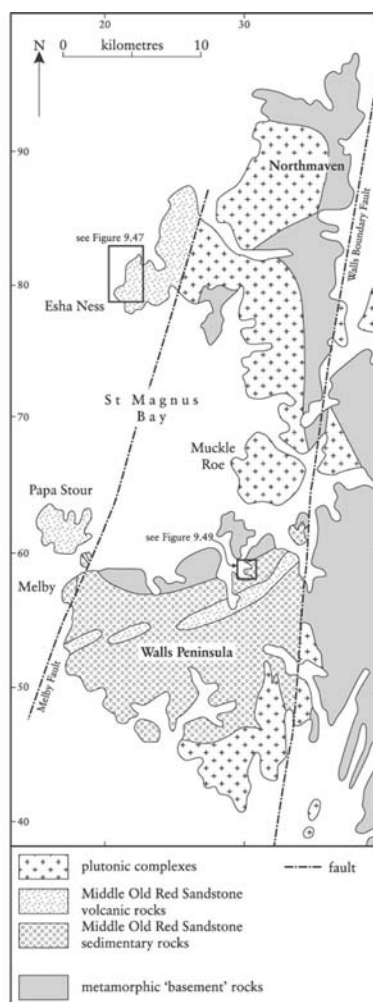 N
kilometres
0 10
20
30
90
Northmaven
Walls Boundary Fault
see Figure 9.47
80
Esha Ness
St Magnus
Bay
70
Muckle
Roe
Papa Stour
see Figure 9.49
60
Melby
Walls Peninsula
Melby Fault
50
40
plutonic complexes
fault
Middle Old Red Sandstone
volcanic rocks
Middle Old Red Sandstone
sedimentary rocks
metamorphic 'basement' rocks